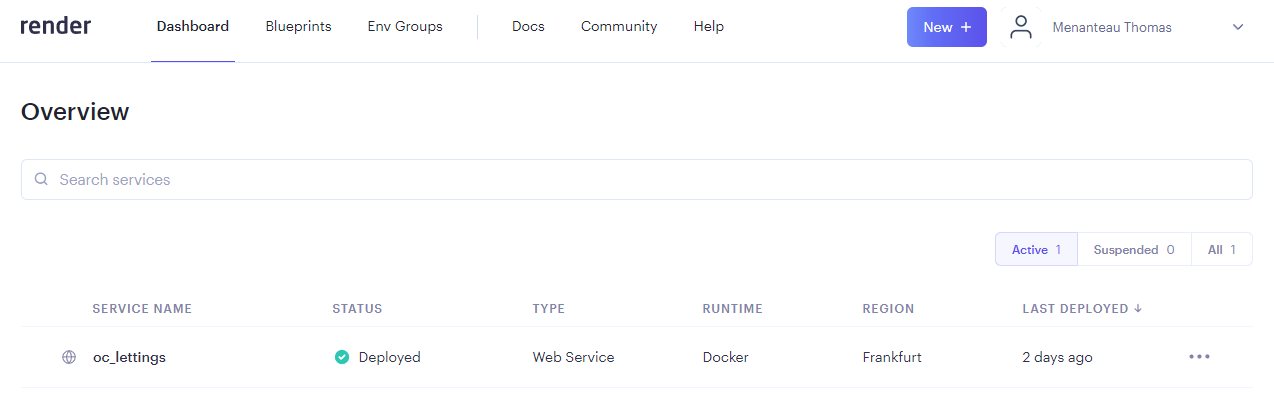 render Dashboard Blueprints Env Groups Docs Community Help New + Menanteau Thomas
Overview
Search services
Active 1 Suspended 0 All 1
SERVICE NAME STATUS TYPE RUNTIME REGION LAST DEPLOYED ↓
oc_lettings Deployed Web Service Docker Frankfurt 2 days ago